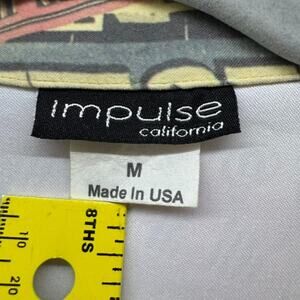 impulse
california
M
Made In USA
8THS
10
20